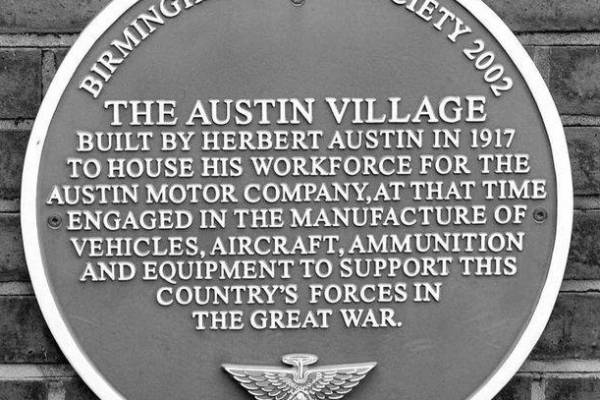 BIRMINGH
OCIETY 2002
THE AUSTIN VILLAGE
BUILT BY HERBERT AUSTIN IN 1917
TO HOUSE HIS WORKFORCE FOR THE
AUSTIN MOTOR COMPANY, AT THAT TIME
ENGAGED IN THE MANUFACTURE OF
VEHICLES, AIRCRAFT, AMMUNITION
AND EQUIPMENT TO SUPPORT THIS
COUNTRY'S FORCES IN
THE GREAT WAR.